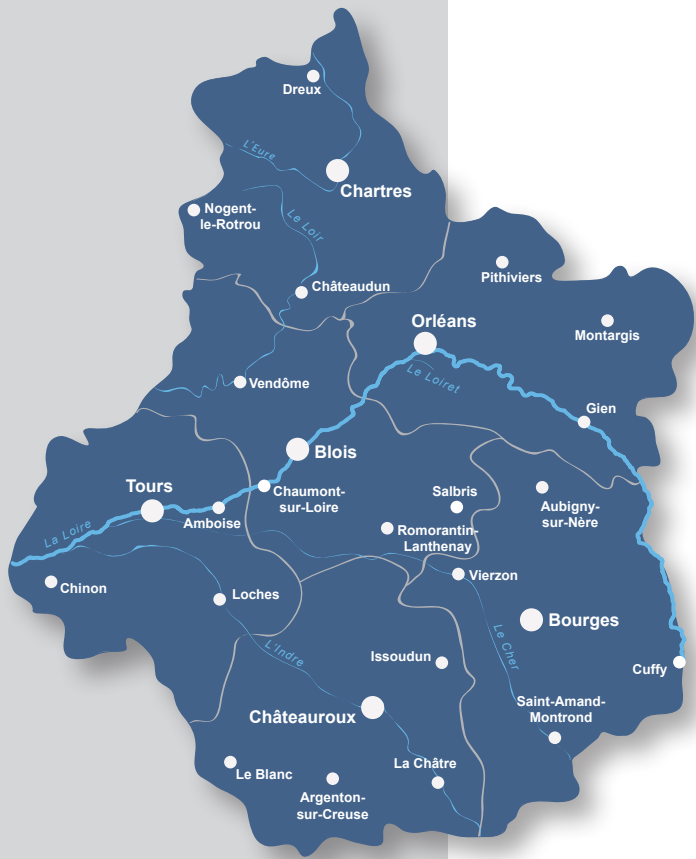 Dreux
L'Eure
Chartres
Nogent-
le-Rotrou
Le Loir
Pithiviers
Châteaudun
Orléans
Montargis
Le Loiret
Vendôme
Gien
Blois
Tours
Chaumont-
sur-Loire
Salbris
Aubigny-
sur-Nère
Amboise
La Loire
Romorantin-
Lanthenay
Vierzon
Chinon
Loches
Bourges
Le Cher
L'Indre
Issoudun
Cuffy
Saint-Amand-
Montrond
Châteauroux
La Châtre
Le Blanc
Argenton-
sur-Creuse